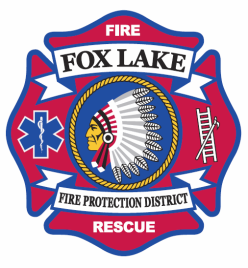 FIRE
FOX LAKE
FIRE PROTECTION DISTRICT
RESCUE